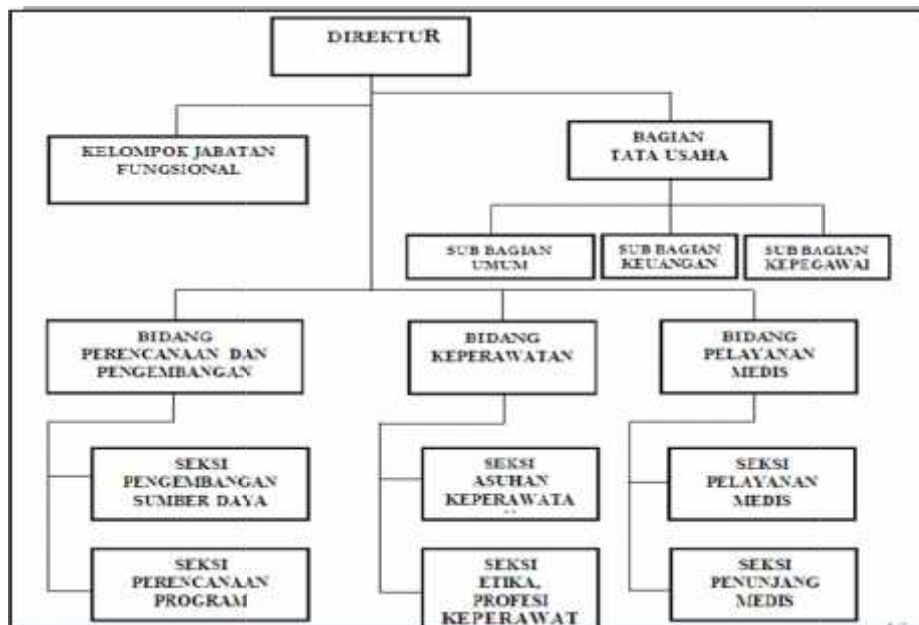 DIREKTUR
KELOMPOK JABATAN
FUNGSIONAL
BAGIAN
TATA USAHA
SUB BAGIAN
UMUM
SUB BAGIAN
KEUANGAN
SUB BAGIAN
KEPEGAWAI
BIDANG
PERENCANAAN DAN
PENGEMBANGAN
BIDANG
KEPERAWATAN
BIDANG
PELAYANAN
MEDIS
SEKSI
PENGEMBANGAN
SUMBER DAYA
SEKSI
ASUHAN
KEPERAWATA
SEKSI
PELAYANAN
MEDIS
SEKSI
PERENCANAAN
PROGRAM
SEKSI
ETIKA,
PROFESI
KEPERAWAT
SEKSI
PENUNJANG
MEDIS